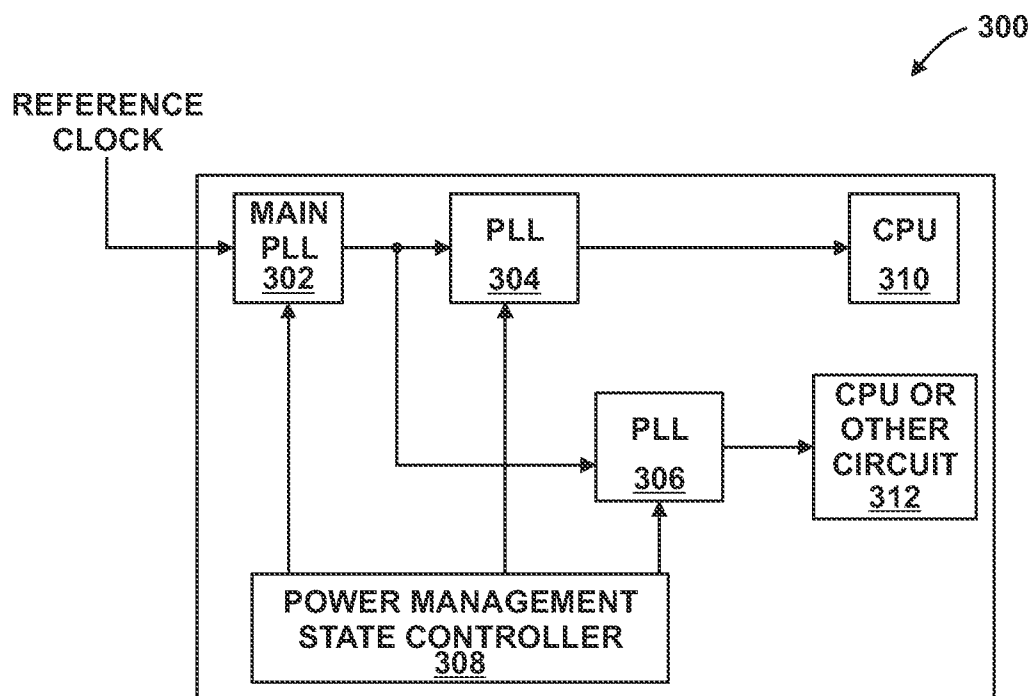 300
REFERENCE
CLOCK
MAIN
PLL
302
PLL
304
CPU
310
PLL
306
CPU OR
OTHER
CIRCUIT
312
POWER MANAGEMENT
STATE CONTROLLER
308